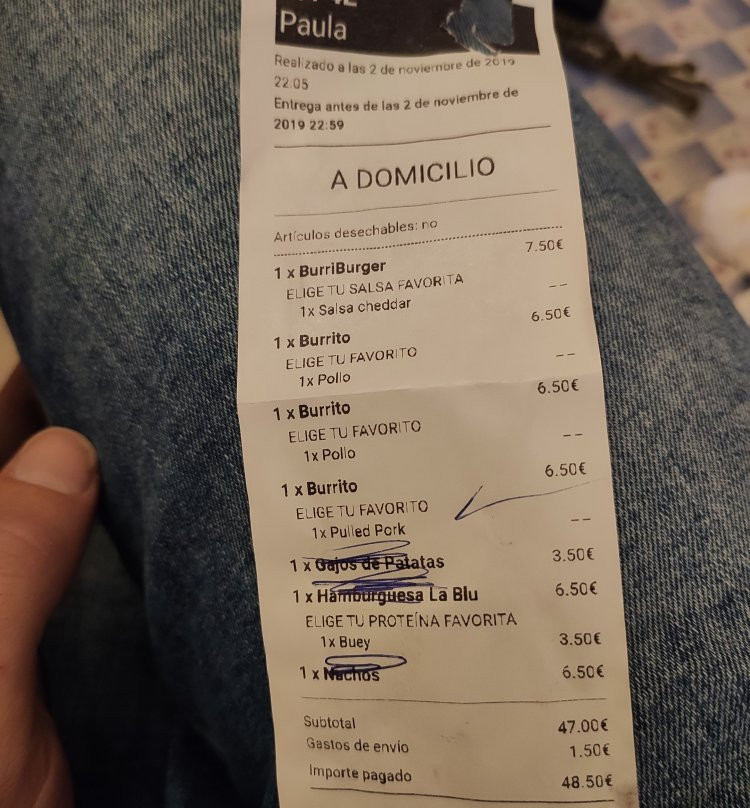 Paula
Realizado a las 2 de noviembre de 2019
22:05
Entrega antes de las 2 de noviembre de
2019 22:59
A DOMICILIO
Artículos desechables: no
1 x BurriBurger 7.50€
ELIGE TU SALSA FAVORITA
1x Salsa cheddar --
1 x Burrito 6.50€
ELIGE TU FAVORITO
1x Pollo --
1 x Burrito 6.50€
ELIGE TU FAVORITO
1x Pollo --
1 x Burrito 6.50€
ELIGE TU FAVORITO
1x Pulled Pork --
1 x Gajos de Patatas 3.50€
1 x Hamburguesa La Blu 6.50€
ELIGE TU PROTEÍNA FAVORITA
1x Buey 3.50€
1 x Nachos 6.50€
Subtotal 47.00€
Gastos de envío 1.50€
Importe pagado 48.50€